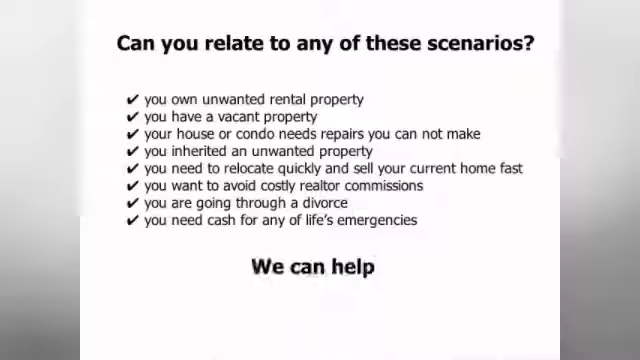 Can you relate to any of these scenarios?
✔ you own unwanted rental property
✔ you have a vacant property
✔ your house or condo needs repairs you can not make
✔ you inherited an unwanted property
✔ you need to relocate quickly and sell your current home fast
✔ you want to avoid costly realtor commissions
✔ you are going through a divorce
✔ you need cash for any of life's emergencies
We can help